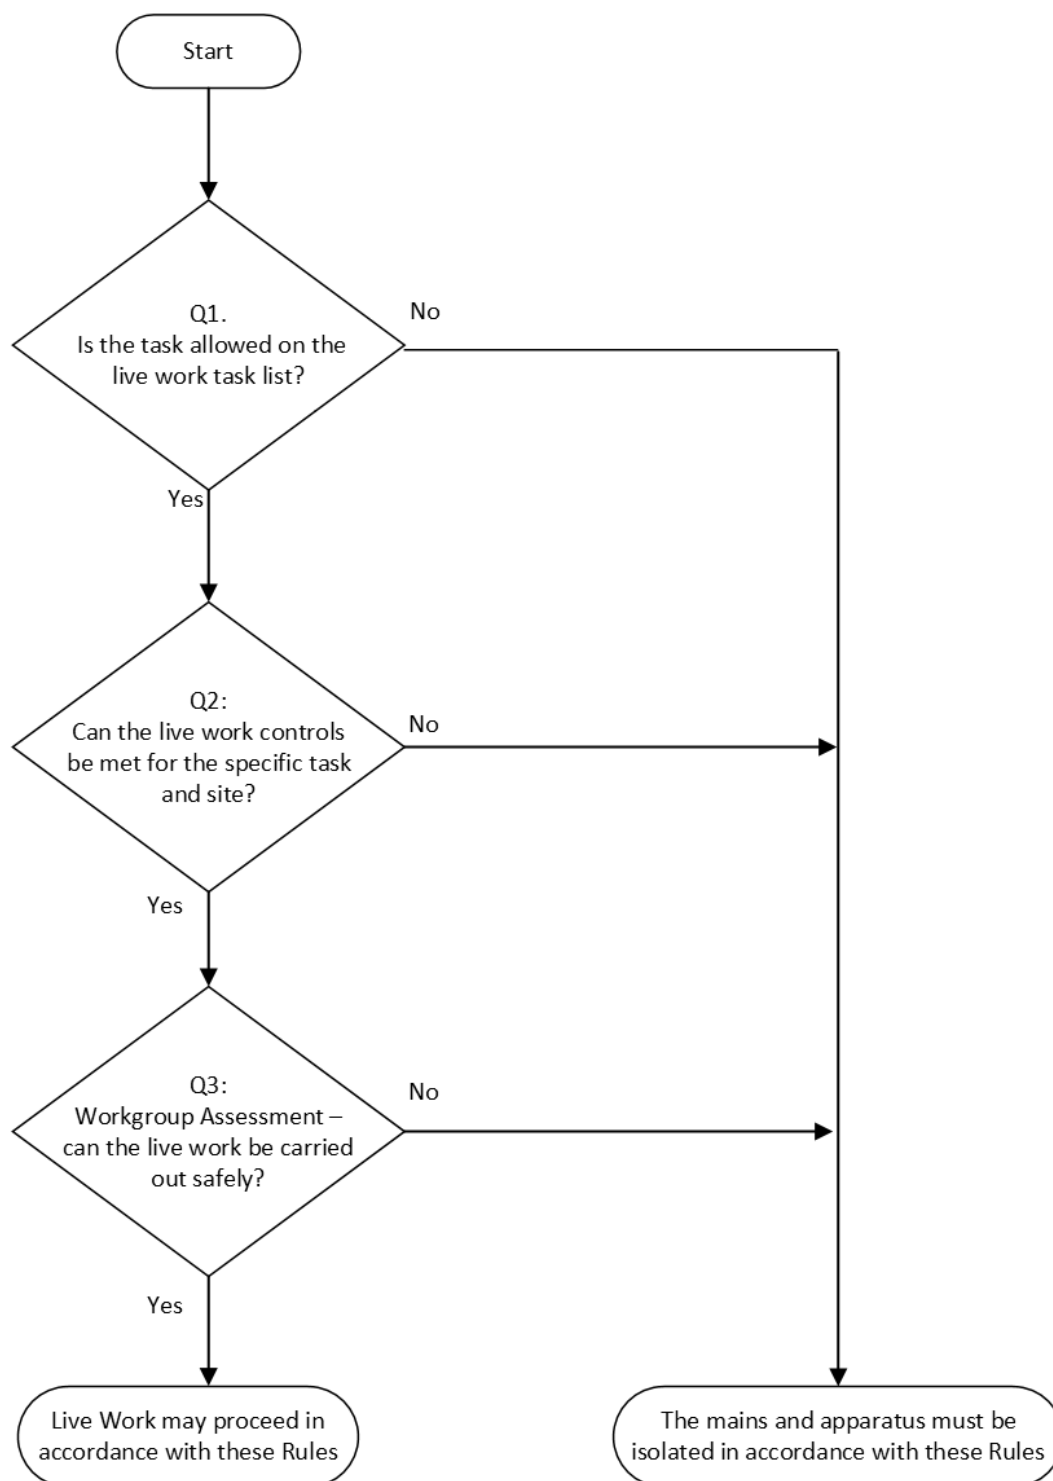 Start
Q1.
Is the task allowed on the
live work task list?
No
Yes
Q2:
Can the live work controls
be met for the specific task
and site?
No
Yes
Q3:
Workgroup Assessment –
can the live work be carried
out safely?
No
Yes
Live Work may proceed in
accordance with these Rules
The mains and apparatus must be
isolated in accordance with these Rules